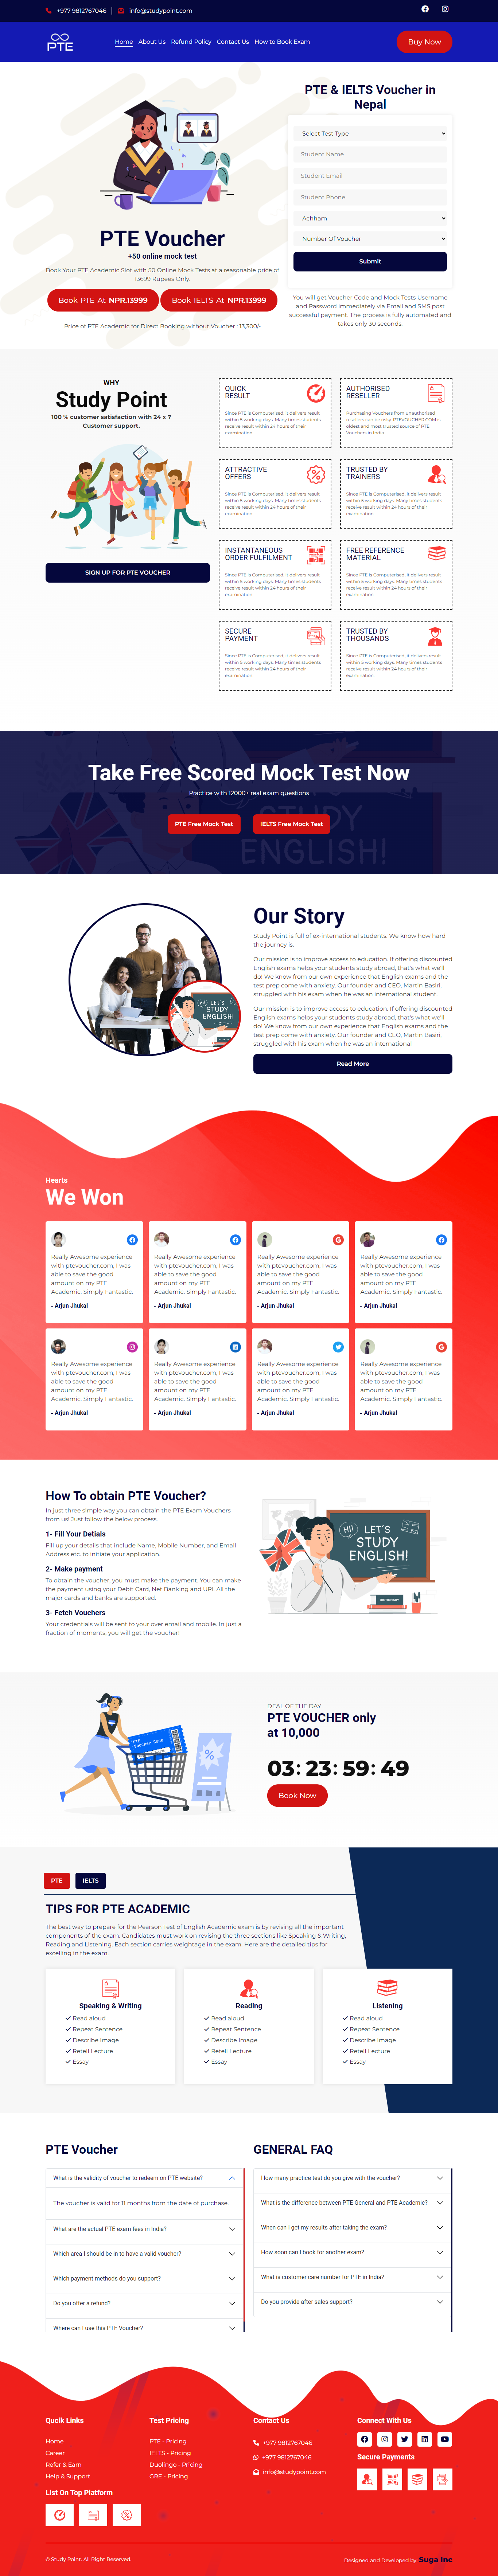 +977 9812767046 | info@studypoint.com
PTE
Home
About Us
Refund Policy
Contact Us
How to Book Exam
Buy Now
PTE Voucher
+50 online mock test
Book Your PTE Academic Slot with 50 Online Mock Tests at a reasonable price of
13699 Rupees Only.
Book PTE At NPR.13999
Book IELTS At NPR.13999
Price of PTE Academic for Direct Booking without Voucher : 13,300/-
PTE & IELTS Voucher in
Nepal
Select Test Type
Student Name
Student Email
Student Phone
Achham
Number Of Voucher
Submit
You will get Voucher Code and Mock Tests Username
and Password immediately via Email and SMS post
successful payment. The process is fully automated and
takes only 30 seconds.
WHY
Study Point
100 % customer satisfaction with 24 x 7
Customer support.
SIGN UP FOR PTE VOUCHER
QUICK
RESULT
Since PTE is Computerised, it delivers result
within 5 working days. Many times students
receive result within 24 hours of their
examination.
AUTHORISED
RESELLER
Purchasing Vouchers from unauthorised
resellers can be risky. PTEVOUCHER.COM is
oldest and most trusted source of PTE
Vouchers in India.
ATTRACTIVE
OFFERS
Since PTE is Computerised, it delivers result
within 5 working days. Many times students
receive result within 24 hours of their
examination.
TRUSTED BY
TRAINERS
Since PTE is Computerised, it delivers result
within 5 working days. Many times students
receive result within 24 hours of their
examination.
INSTANTANEOUS
ORDER FULFILMENT
Since PTE is Computerised, it delivers result
within 5 working days. Many times students
receive result within 24 hours of their
examination.
FREE REFERENCE
MATERIAL
Since PTE is Computerised, it delivers result
within 5 working days. Many times students
receive result within 24 hours of their
examination.
SECURE
PAYMENT
Since PTE is Computerised, it delivers result
within 5 working days. Many times students
receive result within 24 hours of their
examination.
TRUSTED BY
THOUSANDS
Since PTE is Computerised, it delivers result
within 5 working days. Many times students
receive result within 24 hours of their
examination.
Take Free Scored Mock Test Now
Practice with 12000+ real exam questions
PTE Free Mock Test
IELTS Free Mock Test
STUDY
ENGLISH!
LET'S
STUDY
ENGLISH!
Our Story
Study Point is full of ex-international students. We know how hard
the journey is.
Our mission is to improve access to education. If offering discounted
English exams helps your students study abroad, that's what we'll
do! We know from our own experience that English exams and the
test prep come with anxiety. Our founder and CEO, Martin Basiri,
struggled with his exam when he was an international student.
Our mission is to improve access to education. If offering discounted
English exams helps your students study abroad, that's what we'll
do! We know from our own experience that English exams and the
test prep come with anxiety. Our founder and CEO, Martin Basiri,
struggled with his exam when he was an international
Read More
Hearts
We Won
Really Awesome experience
with ptevoucher.com, I was
able to save the good
amount on my PTE
Academic. Simply Fantastic.
- Arjun Jhukal
Really Awesome experience
with ptevoucher.com, I was
able to save the good
amount on my PTE
Academic. Simply Fantastic.
- Arjun Jhukal
Really Awesome experience
with ptevoucher.com, I was
able to save the good
amount on my PTE
Academic. Simply Fantastic.
- Arjun Jhukal
Really Awesome experience
with ptevoucher.com, I was
able to save the good
amount on my PTE
Academic. Simply Fantastic.
- Arjun Jhukal
Really Awesome experience
with ptevoucher.com, I was
able to save the good
amount on my PTE
Academic. Simply Fantastic.
- Arjun Jhukal
Really Awesome experience
with ptevoucher.com, I was
able to save the good
amount on my PTE
Academic. Simply Fantastic.
- Arjun Jhukal
Really Awesome experience
with ptevoucher.com, I was
able to save the good
amount on my PTE
Academic. Simply Fantastic.
- Arjun Jhukal
Really Awesome experience
with ptevoucher.com, I was
able to save the good
amount on my PTE
Academic. Simply Fantastic.
- Arjun Jhukal
How To obtain PTE Voucher?
In just three simple way you can obtain the PTE Exam Vouchers
from us! Just follow the below process.
1- Fill Your Detials
Fill up your details that include Name, Mobile Number, and Email
Address etc. to initiate your application.
2- Make payment
To obtain the voucher, you must make the payment. You can make
the payment using your Debit Card, Net Banking and UPI. All the
major cards and banks are supported.
3- Fetch Vouchers
Your credentials will be sent to your over email and mobile. In just a
fraction of moments, you will get the voucher!
HI!
LET'S
STUDY
ENGLISH!
DICTIONARY
PTE
Voucher Code
DEAL OF THE DAY
PTE VOUCHER only
at 10,000
03: 23: 59: 49
Book Now
PTE
IELTS
TIPS FOR PTE ACADEMIC
The best way to prepare for the Pearson Test of English Academic exam is by revising all the important
components of the exam. Candidates must work on revising the three sections like Speaking & Writing,
Reading and Listening. Each section carries weightage in the exam. Here are the detailed tips for
excelling in the exam.
Speaking & Writing
Read aloud
Repeat Sentence
Describe Image
Retell Lecture
Essay
Reading
Read aloud
Repeat Sentence
Describe Image
Retell Lecture
Essay
Listening
Read aloud
Repeat Sentence
Describe Image
Retell Lecture
Essay
PTE Voucher
What is the validity of voucher to redeem on PTE website?
The voucher is valid for 11 months from the date of purchase.
What are the actual PTE exam fees in India?
Which area I should be in to have a valid voucher?
Which payment methods do you support?
Do you offer a refund?
Where can I use this PTE Voucher?
GENERAL FAQ
How many practice test do you give with the voucher?
What is the difference between PTE General and PTE Academic?
When can I get my results after taking the exam?
How soon can I book for another exam?
What is customer care number for PTE in India?
Do you provide after sales support?
Qucik Links
Home
Career
Refer & Earn
Help & Support
List On Top Platform
Test Pricing
PTE - Pricing
IELTS - Pricing
Duolingo - Pricing
GRE - Pricing
Contact Us
+977 9812767046
+977 9812767046
info@studypoint.com
Connect With Us
Secure Payments
© Study Point. All Right Reserved.
Designed and Developed by: Suga Inc